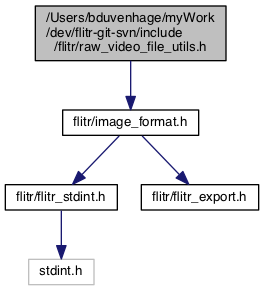 /Users/bduvenhage/myWork
/dev/flitr-git-svn/include
/flitr/raw_video_file_utils.h
flitr/image_format.h
flitr/flitr_stdint.h
flitr/flitr_export.h
stdint.h